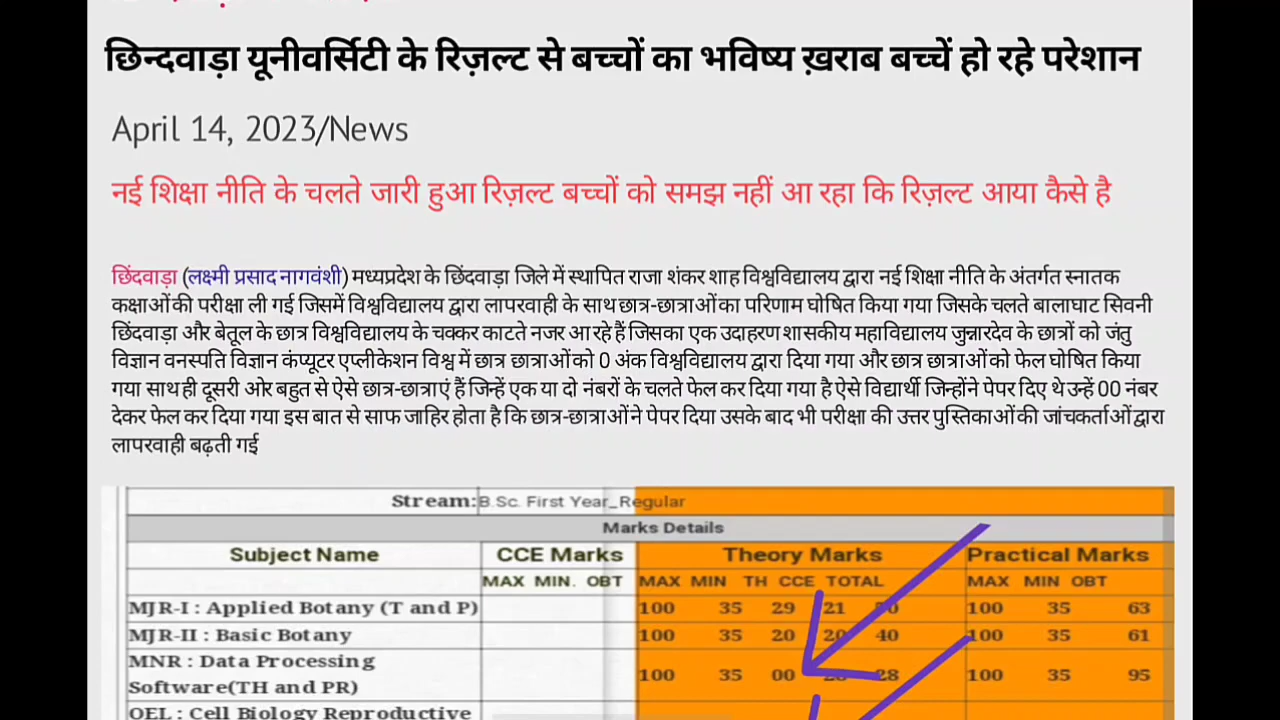 छिन्दवाड़ा यूनीवर्सिटी के रिज़ल्ट से बच्चों का भविष्य ख़राब बच्चें हो रहे परेशान
April 14, 2023/News
नई शिक्षा नीति के चलते जारी हुआ रिज़ल्ट बच्चों को समझ नहीं आ रहा कि रिज़ल्ट आया कैसे है
छिंदवाड़ा (लक्ष्मी प्रसाद नागवंशी) मध्यप्रदेश के छिंदवाड़ा जिले में स्थापित राजा शंकर शाह विश्वविद्यालय द्वारा नई शिक्षा नीति के अंतर्गत स्नातक
कक्षाओं की परीक्षा ली गई जिसमें विश्वविद्यालय द्वारा लापरवाही के साथ छात्र-छात्राओं का परिणाम घोषित किया गया जिसके चलते बालाघाट सिवनी
छिंदवाड़ा और बेतूल के छात्र विश्वविद्यालय के चक्कर काटते नजर आ रहे हैं जिसका एक उदाहरण शासकीय महाविद्यालय जुन्नारदेव के छात्रों को जंतु
विज्ञान वनस्पति विज्ञान कंप्यूटर एप्लीकेशन विश्व में छात्र छात्राओं को 0 अंक विश्वविद्यालय द्वारा दिया गया और छात्र छात्राओं को फेल घोषित किया
गया साथ ही दूसरी ओर बहुत से ऐसे छात्र-छात्राएं हैं जिन्हें एक या दो नंबरों के चलते फेल कर दिया गया है ऐसे विद्यार्थी जिन्होंने पेपर दिए थे उन्हें 00 नंबर
देकर फेल कर दिया गया इस बात से साफ जाहिर होता है कि छात्र-छात्राओं ने पेपर दिया उसके बाद भी परीक्षा की उत्तर पुस्तिकाओं की जांचकर्ताओं द्वारा
लापरवाही बढ़ती गई
Stream: B.Sc. First Year_Regular
Marks Details
Subject Name CCE Marks Theory Marks Practical Marks
MAX MIN. OBT MAX MIN TH CCE TOTAL MAX MIN OBT
MJR-I : Applied Botany (T and P) 100 35 29 21 100 35 63
MJR-II : Basic Botany 100 35 20 20 40 100 35 61
MNR : Data Processing
Software(TH and PR) 100 35 00 28 100 35 95
OEL : Cell Biology Reproductive